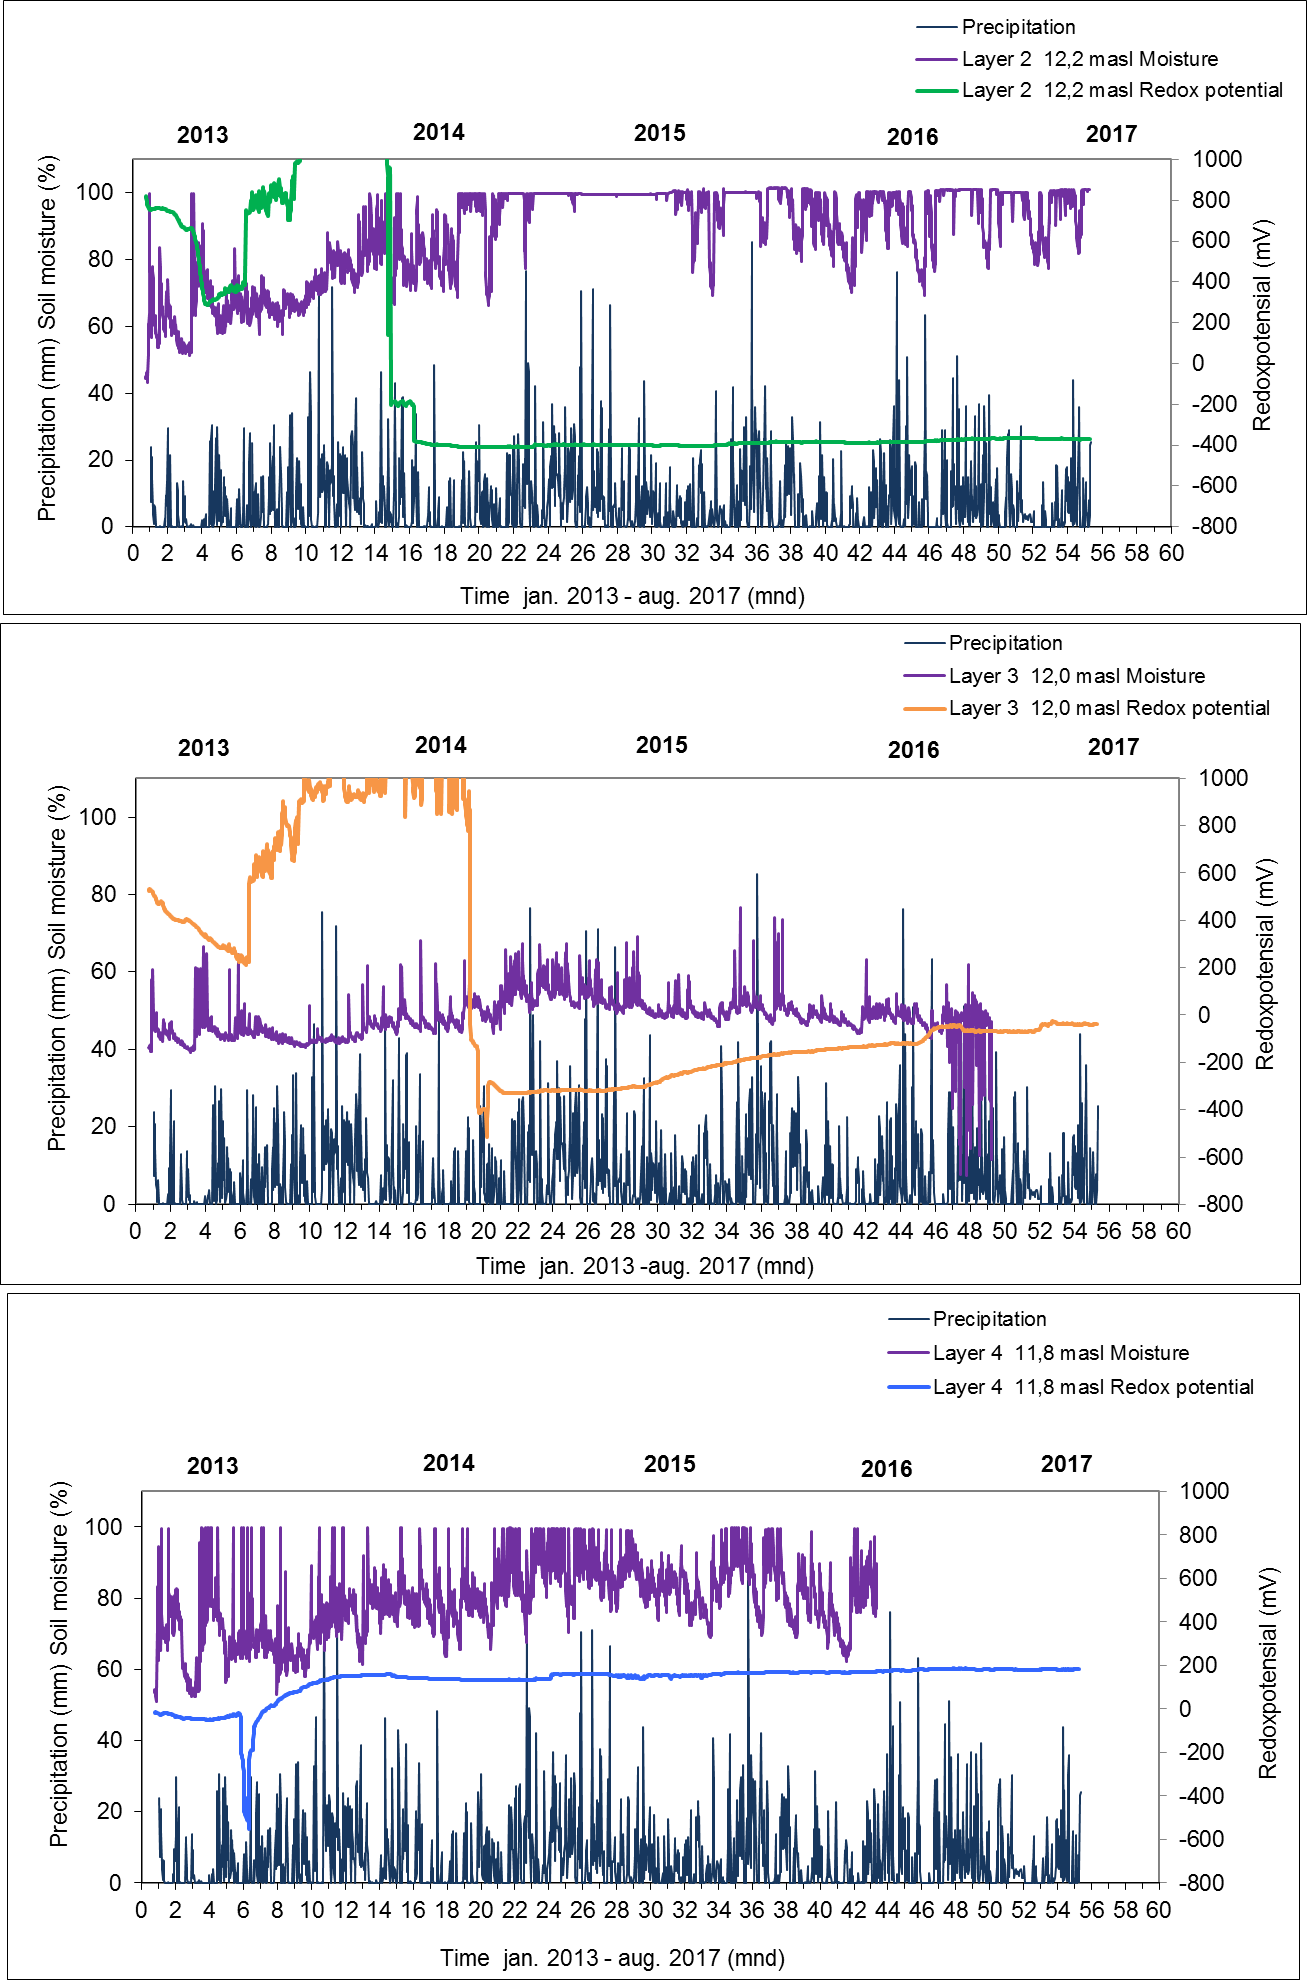 Precipitation
Layer 2 12,2 masl Moisture
Layer 2 12,2 masl Redox potential
2013 2014 2015 2016 2017
Precipitation (mm) Soil moisture (%)
100
80
60
40
20
0
1000
800
600
400
200
0
-200
-400
-600
-800
Redoxpotensial (mV)
0 2 4 6 8 10 12 14 16 18 20 22 24 26 28 30 32 34 36 38 40 42 44 46 48 50 52 54 56 58 60
Time jan. 2013 - aug. 2017 (mnd)
Precipitation
Layer 3 12,0 masl Moisture
Layer 3 12,0 masl Redox potential
2013 2014 2015 2016 2017
Precipitation (mm) Soil moisture (%)
100
80
60
40
20
0
1000
800
600
400
200
0
-200
-400
-600
-800
Redoxpotensial (mV)
0 2 4 6 8 10 12 14 16 18 20 22 24 26 28 30 32 34 36 38 40 42 44 46 48 50 52 54 56 58 60
Time jan. 2013 -aug. 2017 (mnd)
Precipitation
Layer 4 11,8 masl Moisture
Layer 4 11,8 masl Redox potential
2013 2014 2015 2016 2017
Precipitation (mm) Soil moisture (%)
100
80
60
40
20
0
1000
800
600
400
200
0
-200
-400
-600
-800
Redoxpotensial (mV)
0 2 4 6 8 10 12 14 16 18 20 22 24 26 28 30 32 34 36 38 40 42 44 46 48 50 52 54 56 58 60
Time jan. 2013 - aug. 2017 (mnd)